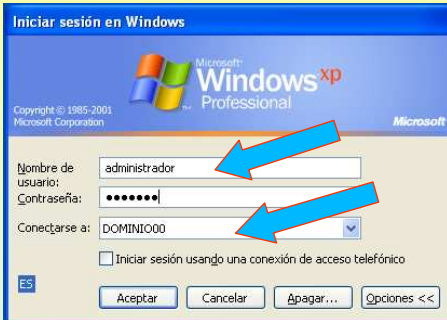 Iniciar sesión en Windows
Microsoft®
Windows xp
Professional
Copyright © 1985-2001
Microsoft Corporation
Microsoft
Nombre de usuario:
administrador
Contraseña:
●●●●●●●
Conectarse a:
DOMINIO00
Iniciar sesión usando una conexión de acceso telefónico
ES
Aceptar
Cancelar
Apagar...
Opciones <<